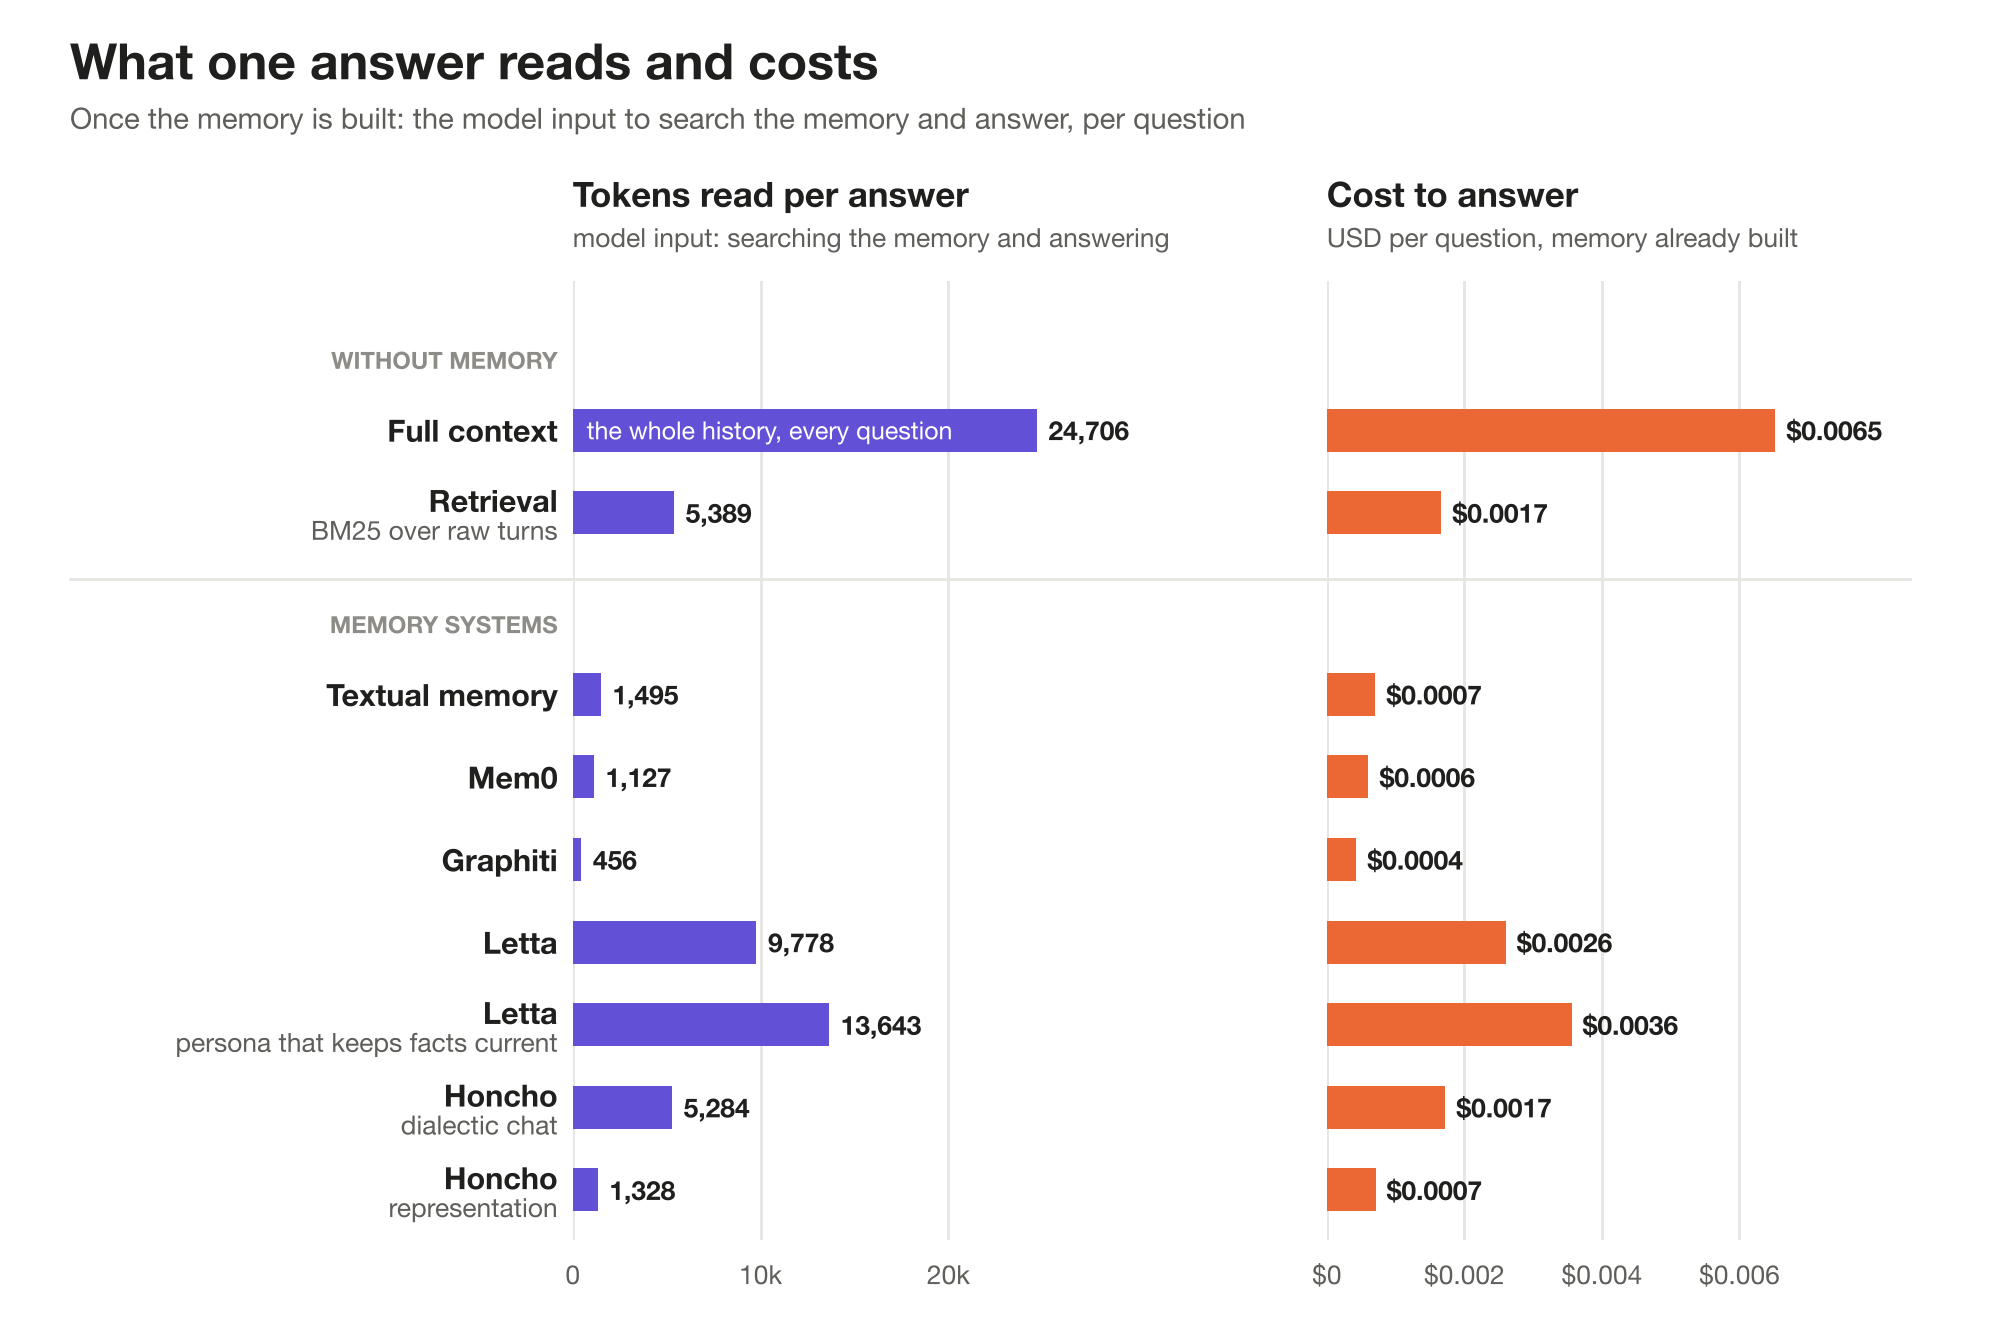 What one answer reads and costs
Once the memory is built: the model input to search the memory and answer, per question
Tokens read per answer
model input: searching the memory and answering
Cost to answer
USD per question, memory already built
WITHOUT MEMORY
Full context
the whole history, every question
24,706
$0.0065
Retrieval
BM25 over raw turns
5,389
$0.0017
MEMORY SYSTEMS
Textual memory
1,495
$0.0007
Mem0
1,127
$0.0006
Graphiti
456
$0.0004
Letta
9,778
$0.0026
Letta
persona that keeps facts current
13,643
$0.0036
Honcho
dialectic chat
5,284
$0.0017
Honcho
representation
1,328
$0.0007
0
10k
20k
$0
$0.002
$0.004
$0.006